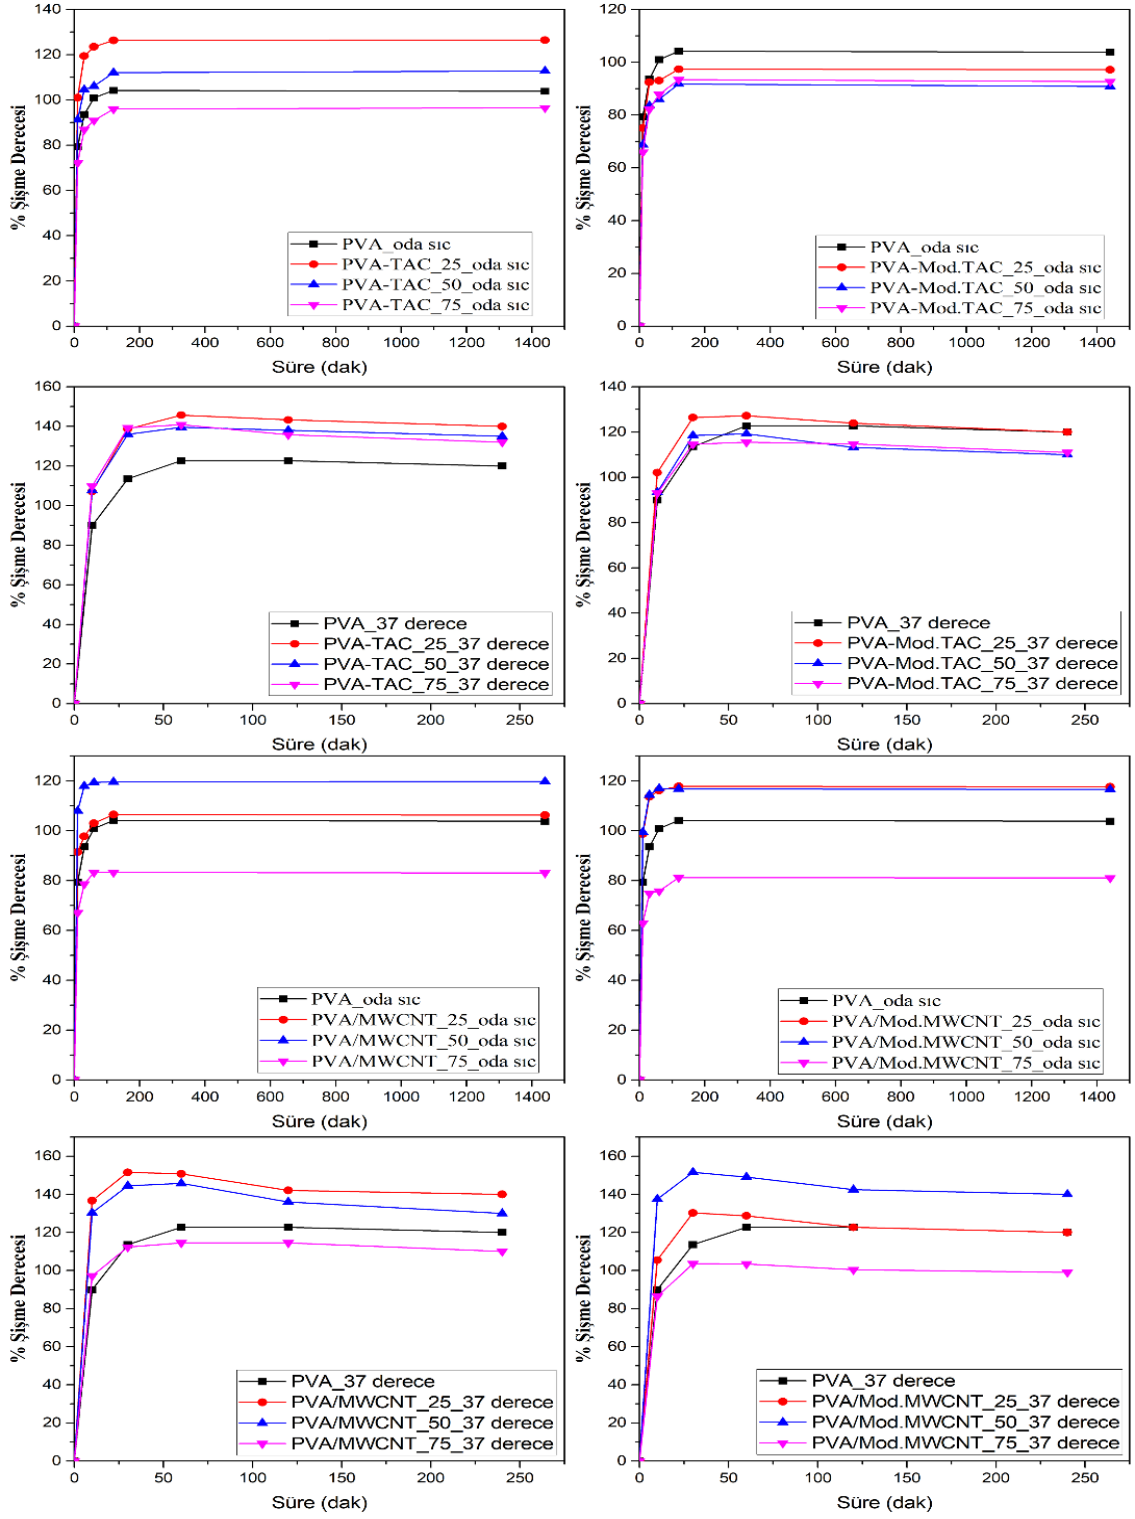 % Şişme Derecesi
140
120
100
80
60
40
20
0
PVA_oda sıc
PVA-TAC_25_oda sıc
PVA-TAC_50_oda sıc
PVA-TAC_75_oda sıc
0 200 400 600 800 1000 1200 1400
Süre (dak)
% Şişme Derecesi
120
100
80
60
40
20
0
PVA_oda sıc
PVA-Mod.TAC_25_oda sıc
PVA-Mod.TAC_50_oda sıc
PVA-Mod.TAC_75_oda sıc
0 200 400 600 800 1000 1200 1400
Süre (dak)
% Şişme Derecesi
160
140
120
100
80
60
40
20
0
PVA_37 derece
PVA-TAC_25_37 derece
PVA-TAC_50_37 derece
PVA-TAC_75_37 derece
0 50 100 150 200 250
Süre (dak)
% Şişme Derecesi
140
120
100
80
60
40
20
0
PVA_37 derece
PVA-Mod.TAC_25_37 derece
PVA-Mod.TAC_50_37 derece
PVA-Mod.TAC_75_37 derece
0 50 100 150 200 250
Süre (dak)
% Şişme Derecesi
120
100
80
60
40
20
0
PVA_oda sıc
PVA/MWCNT_25_oda sıc
PVA/MWCNT_50_oda sıc
PVA/MWCNT_75_oda sıc
0 200 400 600 800 1000 1200 1400
Süre (dak)
% Şişme Derecesi
120
100
80
60
40
20
0
PVA_oda sıc
PVA/Mod.MWCNT_25_oda sıc
PVA/Mod.MWCNT_50_oda sıc
PVA/Mod.MWCNT_75_oda sıc
0 200 400 600 800 1000 1200 1400
Süre (dak)
% Şişme Derecesi
160
140
120
100
80
60
40
20
0
PVA_37 derece
PVA/MWCNT_25_37 derece
PVA/MWCNT_50_37 derece
PVA/MWCNT_75_37 derece
0 50 100 150 200 250
Süre (dak)
% Şişme Derecesi
160
140
120
100
80
60
40
20
0
PVA_37 derece
PVA/Mod.MWCNT_25_37 derece
PVA/Mod.MWCNT_50_37 derece
PVA/Mod.MWCNT_75_37 derece
0 50 100 150 200 250
Süre (dak)